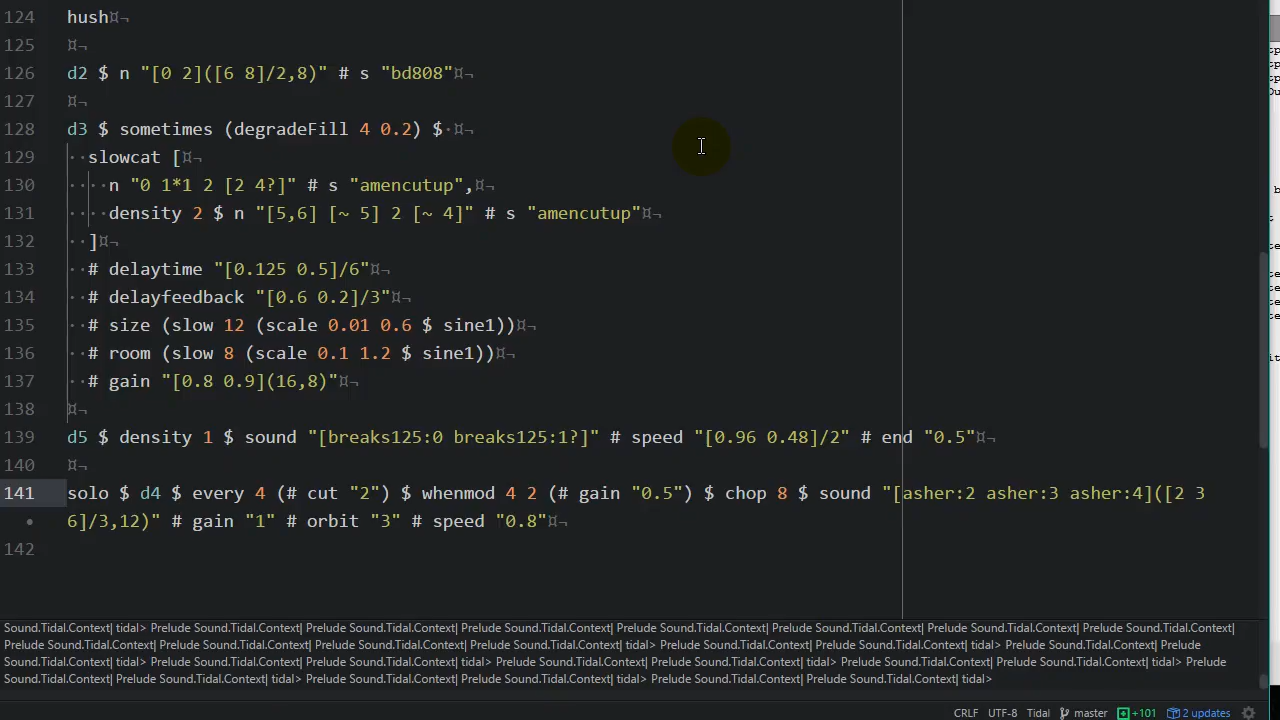 124 hush¤¬
125 ¤¬
126 d2 $ n "[0 2]([6 8]/2,8)" # s "bd808"¤¬
127 ¤¬
128 d3 $ sometimes (degradeFill 4 0.2) $·¤¬
129 ··slowcat [¤¬
130 ····n "0 1*1 2 [2 4?]" # s "amencutup",¤¬
131 ····density 2 $ n "[5,6] [~ 5] 2 [~ 4]" # s "amencutup"¤¬
132 ··]¤¬
133 ··# delaytime "[0.125 0.5]/6"¤¬
134 ··# delayfeedback "[0.6 0.2]/3"¤¬
135 ··# size (slow 12 (scale 0.01 0.6 $ sine1))¤¬
136 ··# room (slow 8 (scale 0.1 1.2 $ sine1))¤¬
137 ··# gain "[0.8 0.9](16,8)"¤¬
138 ¤¬
139 d5 $ density 1 $ sound "[breaks125:0 breaks125:1?]" # speed "[0.96 0.48]/2" # end "0.5"¤¬
140 ¤¬
141 solo $ d4 $ every 4 (# cut "2") $ whenmod 4 2 (# gain "0.5") $ chop 8 $ sound "[asher:2 asher:3 asher:4]([2 3
• 6]/3,12)" # gain "1" # orbit "3" # speed "0.8"¤¬
142
Sound.Tidal.Context| tidal> Prelude Sound.Tidal.Context| Prelude Sound.Tidal.Context| Prelude Sound.Tidal.Context| Prelude Sound.Tidal.Context| Prelude Sound.Tidal.Context| Prelude Sound.Tidal.Context| Prelude Sound.Tidal.Context|
Prelude Sound.Tidal.Context| Prelude Sound.Tidal.Context| Prelude Sound.Tidal.Context| Prelude Sound.Tidal.Context| tidal> Prelude Sound.Tidal.Context| Prelude Sound.Tidal.Context| tidal> Prelude
Sound.Tidal.Context| Prelude Sound.Tidal.Context| Prelude Sound.Tidal.Context| tidal> Prelude Sound.Tidal.Context| Prelude Sound.Tidal.Context| tidal> Prelude Sound.Tidal.Context| Prelude Sound.Tidal.Context| tidal> Prelude
Sound.Tidal.Context| Prelude Sound.Tidal.Context| Prelude Sound.Tidal.Context| Prelude Sound.Tidal.Context| tidal> Prelude Sound.Tidal.Context| Prelude Sound.Tidal.Context| tidal>
CRLF UTF-8 Tidal master +101 2 updates